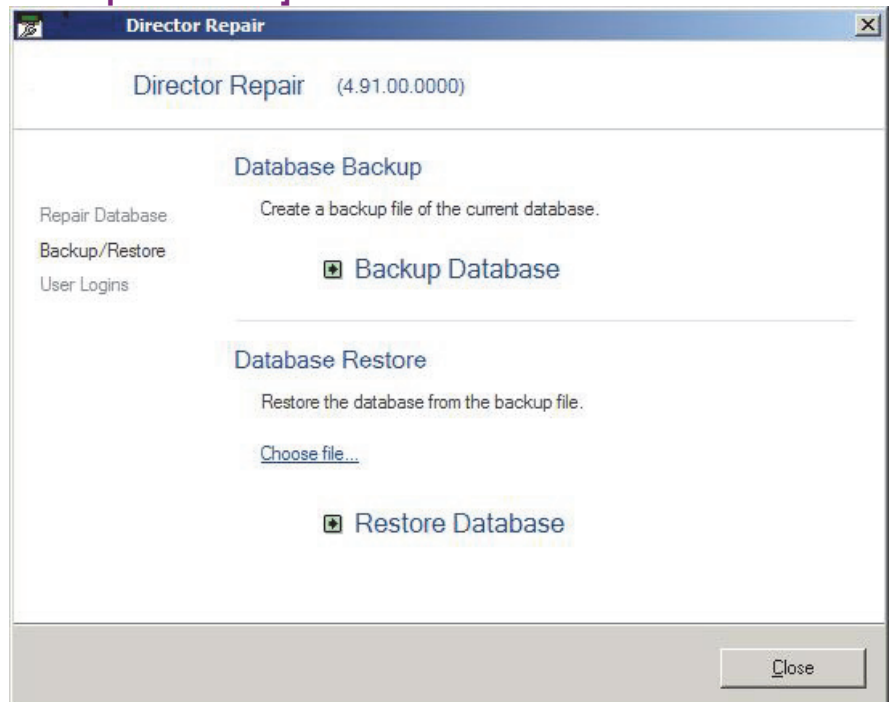 Director Repair
Director Repair (4.91.00.0000)
Database Backup
Create a backup file of the current database.
Repair Database
Backup/Restore
User Logins
Backup Database
Database Restore
Restore the database from the backup file.
Choose file...
Restore Database
Close